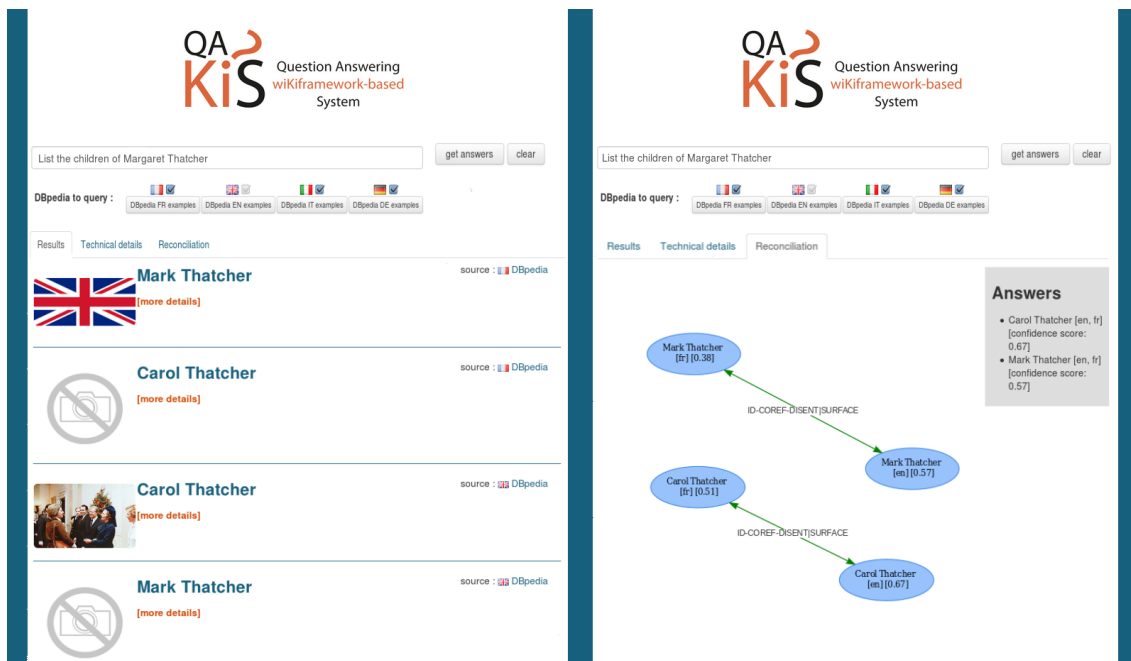 QA
KiS
Question Answering
wiKiframework-based
System
List the children of Margaret Thatcher
get answers
clear
DBpedia to query :
DBpedia FR examples
DBpedia EN examples
DBpedia IT examples
DBpedia DE examples
Results
Technical details
Reconciliation
Mark Thatcher
source : DBpedia
[more details]
Carol Thatcher
source : DBpedia
[more details]
Carol Thatcher
source : DBpedia
[more details]
Mark Thatcher
source : DBpedia
[more details]
QA
KiS
Question Answering
wiKiframework-based
System
List the children of Margaret Thatcher
get answers
clear
DBpedia to query :
DBpedia FR examples
DBpedia EN examples
DBpedia IT examples
DBpedia DE examples
Results
Technical details
Reconciliation
Mark Thatcher
[fr] [0.38]
ID-COREF-DISENT|SURFACE
Mark Thatcher
[en] [0.57]
Carol Thatcher
[fr] [0.51]
ID-COREF-DISENT|SURFACE
Carol Thatcher
[en] [0.67]
Answers
Carol Thatcher [en, fr]
[confidence score:
0.67]
Mark Thatcher [en, fr]
[confidence score:
0.57]